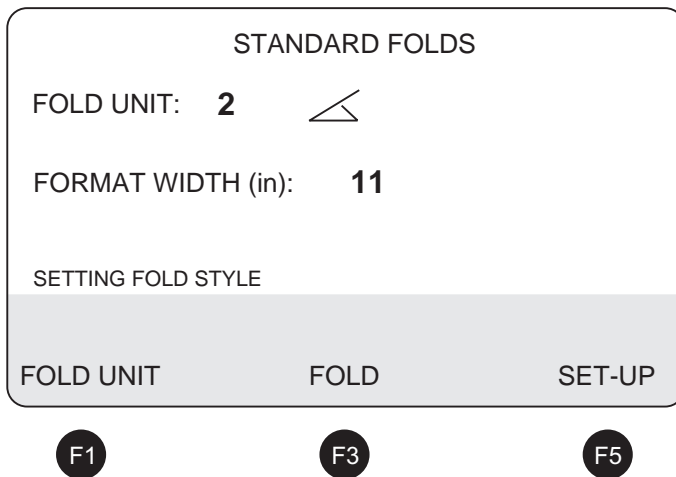 STANDARD FOLDS
FOLD UNIT: 2
FORMAT WIDTH (in): 11
SETTING FOLD STYLE
FOLD UNIT FOLD SET-UP
F1 F3 F5